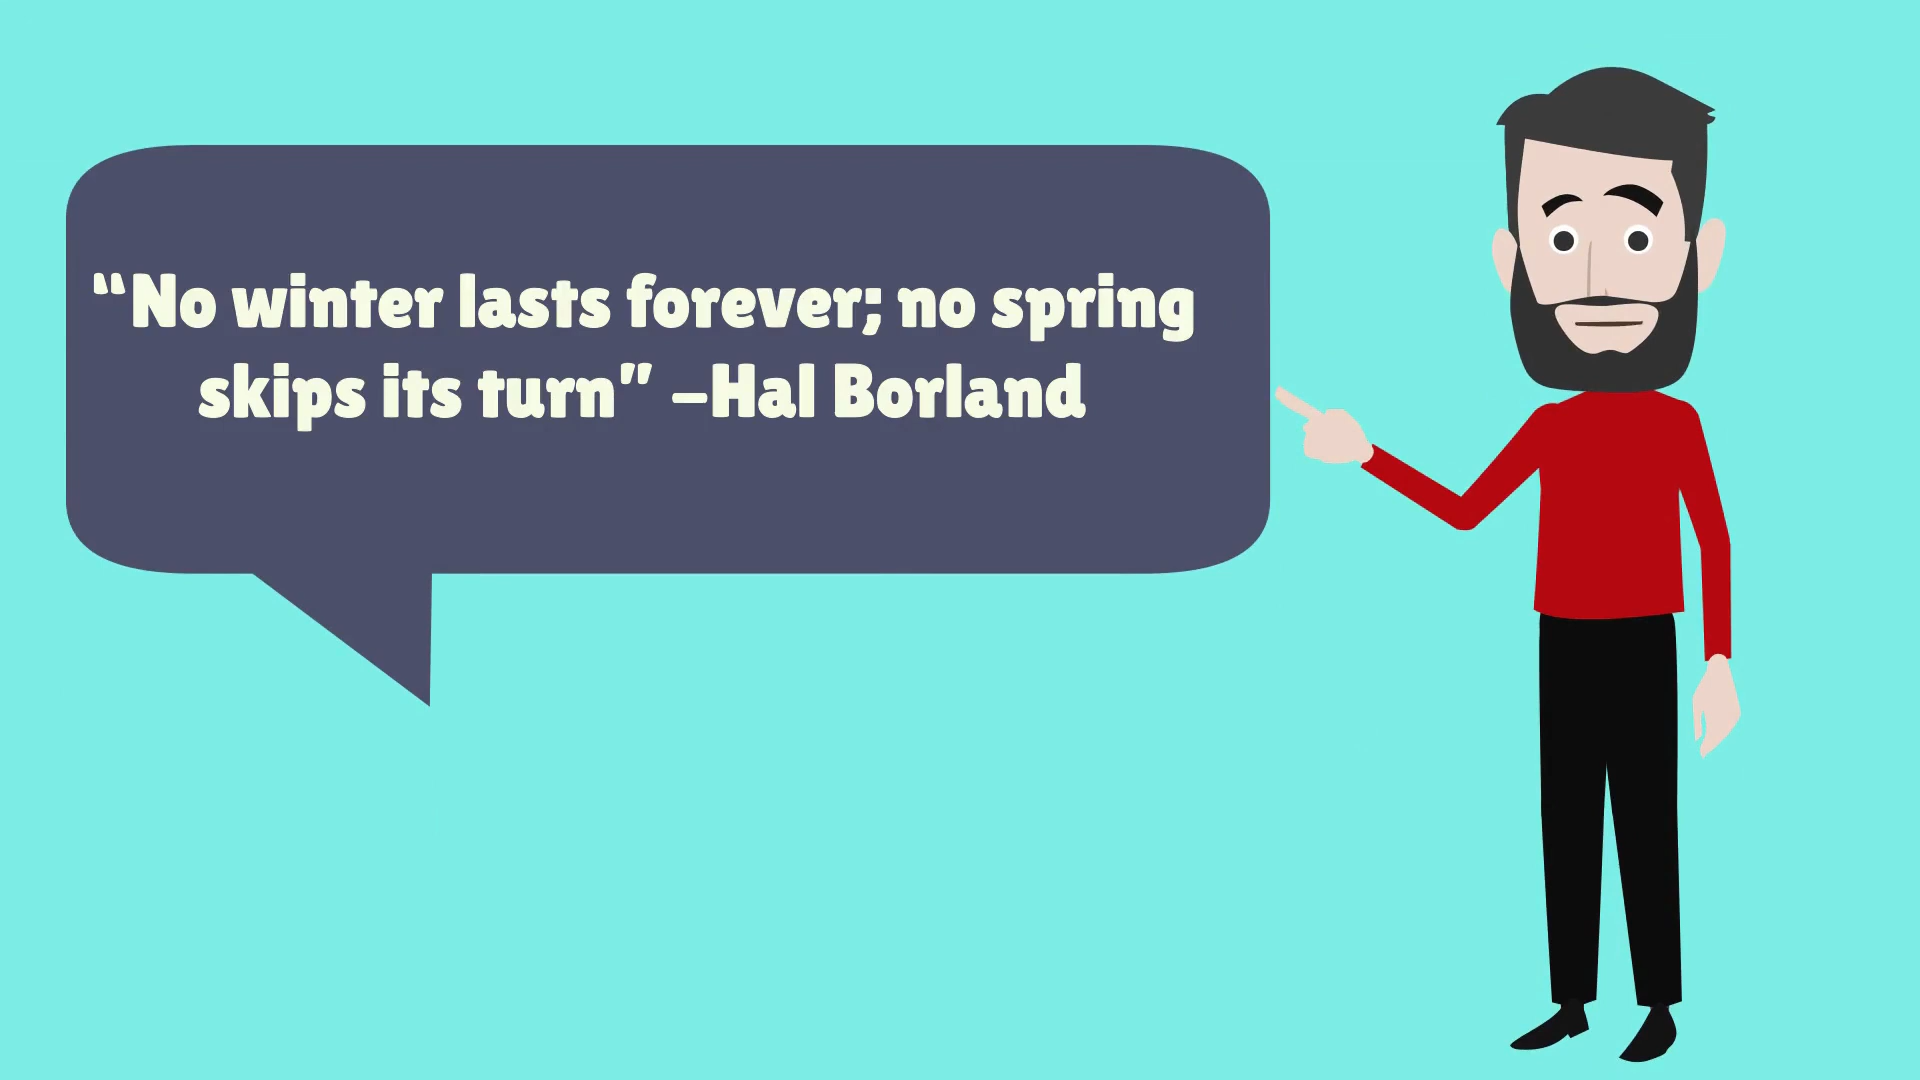 “No winter lasts forever; no spring
skips its turn” –Hal Borland